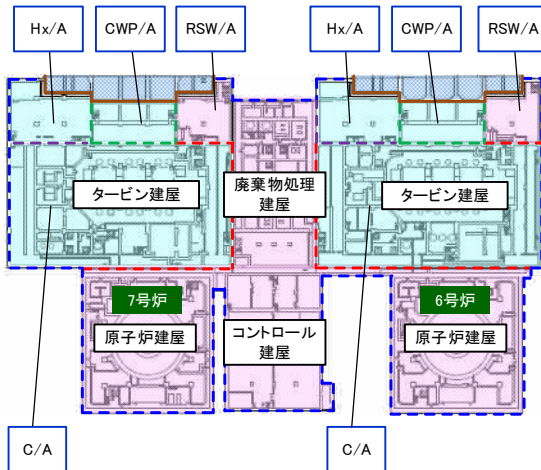 Hx/A
CWP/A
RSW/A
Hx/A
CWP/A
RSW/A
タービン建屋
廃棄物処理
建屋
タービン建屋
7号炉
6号炉
原子炉建屋
コントロール
建屋
原子炉建屋
C/A
C/A